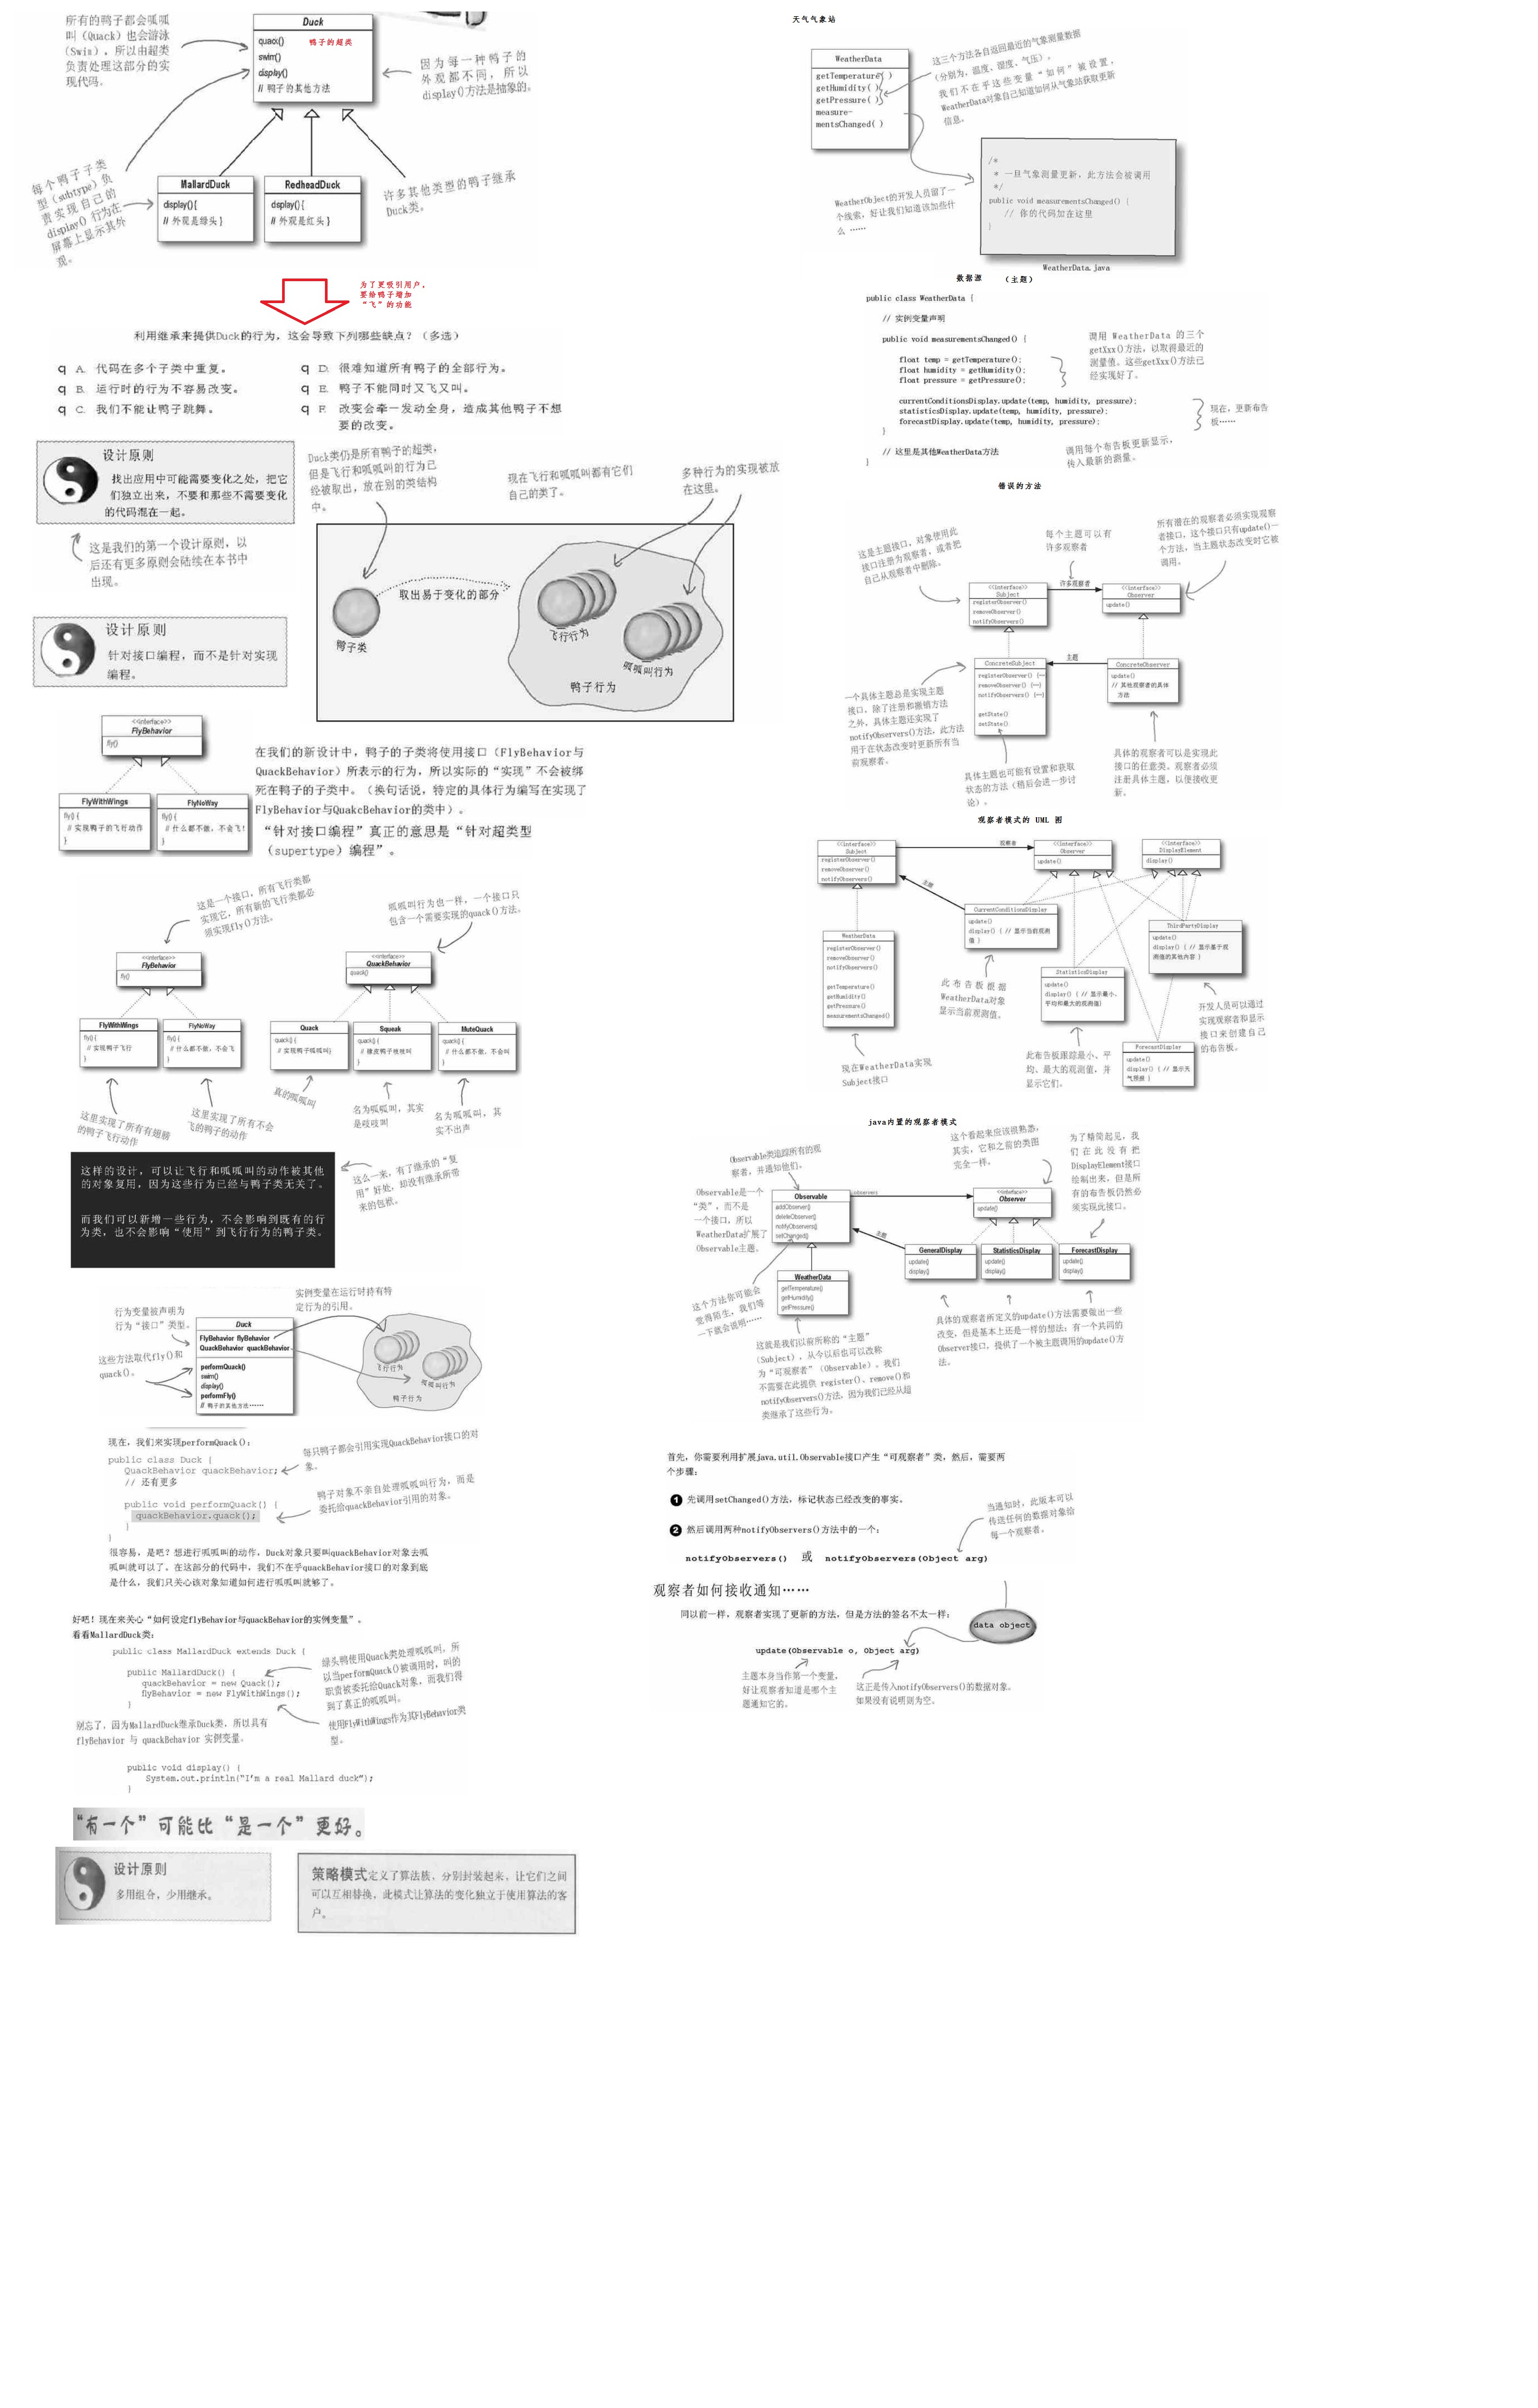 所有的鸭子都会呱呱
叫（Quack）也会游泳
（Swim），所以由超类
负责处理这部分的实
现代码。
Duck
quack()
鸭子的超类
swim()
display()
// 鸭子的其他方法
因为每一种鸭子的
外观都不同，所以
display()方法是抽象的。
每个鸭子子类
型（subtype）负
责实现自己的
display()行为在
屏幕上显示其外
观。
MallardDuck
display(){
// 外观是绿头 }
RedheadDuck
dsplay(){
// 外观是红头 }
许多其他类型的鸭子继承
Duck类。
为了更吸引用户，
要给鸭子增加
“飞”的功能
利用继承来提供Duck的行为，这会导致下列哪些缺点？（多选）
q A. 代码在多个子类中重复。
q B. 运行时的行为不容易改变。
q C. 我们不能让鸭子跳舞。
q D. 很难知道所有鸭子的全部行为。
q E. 鸭子不能同时又飞又叫。
q F. 改变会牵一发动全身，造成其他鸭子不想
要的改变。
设计原则
找出应用中可能需要变化之处，把它
们独立出来，不要和那些不需要变化
的代码混在一起。
这是我们的第一个设计原则，以
后还有更多原则会陆续在本书中
出现。
Duck类仍是所有鸭子的超类，
但是飞行和呱呱叫的行为已
经被取出，放在别的类结构
中。
现在飞行和呱呱叫都有它们
自己的类了。
多种行为的实现被放
在这里。
取出易于变化的部分
鸭子类
飞行行为
呱呱叫行为
鸭子行为
设计原则
针对接口编程，而不是针对实现
编程。
<<interface>>
FlyBehavior
fly()
FlyWithWings
fly() {
// 实现鸭子的飞行动作
}
FlyNoWay
fly() {
// 什么都不做，不会飞！
}
在我们的新设计中，鸭子的子类将使用接口（FlyBehavior与
QuackBehavior）所表示的行为，所以实际的“实现”不会被绑
死在鸭子的子类中。（换句话说，特定的具体行为编写在实现了
FlyBehavior与QuakcBehavior的类中）。
“针对接口编程”真正的意思是“针对超类型
（supertype）编程”。
这是一个接口，所有飞行类都
实现它，所有新的飞行类都必
须实现fly()方法。
呱呱叫行为也一样，一个接口只
包含一个需要实现的quack()方法。
<<interface>>
FlyBehavior
fly()
<<interface>>
QuackBehavior
quack()
FlyWithWings
fly() {
// 实现鸭子飞行
}
FlyNoWay
fly() {
// 什么都不做，不会飞
}
Quack
quack() {
// 实现鸭子呱呱叫
}
Squeak
quack() {
// 橡皮鸭子吱吱叫
}
MuteQuack
quack() {
// 什么都不做，不会叫
}
这里实现了所有有翅膀
的鸭子飞行动作
这里实现了所有不会
飞的鸭子的动作
真的呱呱叫
名为呱呱叫，其实
是吱吱叫
名为呱呱叫，其
实不出声
这样的设计，可以让飞行和呱呱叫的动作被其他
的对象复用，因为这些行为已经与鸭子类无关了。
而我们可以新增一些行为，不会影响到既有的行
为类，也不会影响“使用”到飞行行为的鸭子类。
这么一来，有了继承的“复
用”好处，却没有继承所带
来的包袱。
行为变量被声明为
行为“接口”类型。
实例变量在运行时持有特
定行为的引用。
这些方法取代fly()和
quack()。
Duck
FlyBehavior flyBehavior
QuackBehavior quackBehavior
performQuack()
swim()
display()
performFly()
// 鸭子的其他方法……
飞行行为
呱呱叫行为
鸭子行为
现在，我们来实现performQuack()：
public class Duck {
QuackBehavior quackBehavior;
// 还有更多
public void performQuack() {
quackBehavior.quack();
}
}
每只鸭子都会引用实现QuackBehavior接口的对
象。
鸭子对象不亲自处理呱呱叫行为，而是
委托给quackBehavior引用的对象。
很容易，是吧？想进行呱呱叫的动作，Duck对象只要叫quackBehavior对象去呱
呱叫就可以了。在这部分的代码中，我们不在乎quackBehavior接口的对象到底
是什么，我们只关心该对象知道如何进行呱呱叫就够了。
好吧！现在来关心“如何设定flyBehavior与quackBehavior的实例变量”。
看看MallardDuck类：
public class MallardDuck extends Duck {
public MallardDuck() {
quackBehavior = new Quack();
flyBehavior = new FlyWithWings();
}
绿头鸭使用Quack类处理呱呱叫，所
以当performQuack()被调用时，叫的
职责被委托给Quack对象，而我们得
到了真正的呱呱叫。
使用FlyWithWings作为其FlyBehavior类
型。
别忘了，因为MallardDuck继承Duck类，所以具有
flyBehavior 与 quackBehavior 实例变量。
public void display() {
System.out.println("I'm a real Mallard duck");
}
“有一个”可能比“是一个”更好。
设计原则
多用组合，少用继承。
策略模式定义了算法族，分别封装起来，让它们之间
可以互相替换，此模式让算法的变化独立于使用算法的客
户。
天气气象站
WeatherData
getTemperature( )
getHumidity( )
getPressure( )
measure-
mentsChanged( )
这三个方法各自返回最近的气象测量数据
（分别为，温度、湿度、气压）。
我们不在乎这些变量“如何”被设置，
WeatherData对象自己知道如何从气象站获取更新
信息。
/*
* 一旦气象测量更新，此方法会被调用
*/
public void measurementsChanged() {
// 你的代码加在这里
}
WeatherData.java
WeatherObject的开发人员留了一
个线索，好让我们知道该加些什
么 ……
数据源 （主题）
public class WeatherData {
// 实例变量声明
public void measurementsChanged() {
float temp = getTemperature();
float humidity = getHumidity();
float pressure = getPressure();
currentConditionsDisplay.update(temp, humidity, pressure);
statisticsDisplay.update(temp, humidity, pressure);
forecastDisplay.update(temp, humidity, pressure);
}
// 这里是其他WeatherData方法
}
调用 WeatherData 的三个
getXxx()方法，以取得最近的
测量值。这些getXxx()方法已
经实现好了。
现在，更新布告
板……
调用每个布告板更新显示，
传入最新的测量。
错误的方法
这是主题接口，对象使用此
接口注册为观察者，或者把
自己从观察者中删除。
每个主题可以有
许多观察者
所有潜在的观察者必须实现观察
者接口，这个接口只有update()一
个方法，当主题状态改变时它被
调用。
<<interface>>
Subject
registerObserver()
removeObserver()
notifyObservers()
许多观察者
<<interface>>
Observer
update()
主题
ConcreteSubject
registerObserver() {…}
removeObserver() {…}
notifyObservers() {…}
getState()
setState()
ConcreteObserver
update()
// 其他观察者的具体
方法
一个具体主题总是实现主题
接口，除了注册和撤销方法
之外，具体主题还实现了
notifyObservers()方法，此方法
用于在状态改变时更新所有当
前观察者。
具体主题也可能有设置和获取
状态的方法（稍后会进一步讨
论）。
具体的观察者可以是实现此
接口的任意类。观察者必须
注册具体主题，以便接收更
新。
观察者模式的 UML 图
<<interface>>
Subject
registerObserver()
removeObserver()
notifyObservers()
观察者
<<interface>>
Observer
update()
<<interface>>
DisplayElement
display()
主题
WeatherData
registerObserver()
removeObserver()
notifyObservers()
getTemperature()
getHumidity()
getPressure()
measurementsChanged()
CurrentConditionsDisplay
update()
display() { // 显示当前观测
值 }
ThirdPartyDisplay
update()
display() { // 显示基于观
测值的其他内容 }
StatisticsDisplay
update()
display() { // 显示最小、
平均和最大的观测值}
ForecastDisplay
update()
display() { // 显示天
气预报 }
此布告板根据
WeatherData对象
显示当前观测值。
开发人员可以通过
实现观察者和显示
接口来创建自己
的布告板。
现在WeatherData实现
Subject接口
此布告板跟踪最小、平
均、最大的观测值，并
显示它们。
java内置的观察者模式
Observable类追踪所有的观
察者，并通知他们。
这个看起来应该很熟悉，
其实，它和之前的类图
完全一样。
为了精简起见，我
们在此没有把
DisplayElement接口
绘制出来，但是所
有的布告板仍然必
须实现此接口。
Observable是一个
“类”，而不是
一个接口，所以
WeatherData扩展了
Observable主题。
Observable
addObserver()
deleteObserver()
notifyObservers()
setChanged()
observers
<<interface>>
Observer
update()
主题
GeneralDisplay
update()
display()
StatisticsDisplay
update()
display()
ForecastDisplay
update()
display()
WeatherData
getTemperature()
getHumidity()
getPressure()
这个方法你可能会
觉得陌生，我们等
一下就会说明……
这就是我们以前所称的“主题”
（Subject），从今以后也可以改称
为“可观察者”（Observable）。我们
不需要在此提供 register()、remove()和
notifyObservers()方法，因为我们已经从超
类继承了这些行为。
具体的观察者所定义的update()方法需要做出一些
改变，但是基本上还是一样的想法：有一个共同的
Observer接口，提供了一个被主题调用的update()方
法。
首先，你需要利用扩展java.util.Observable接口产生“可观察者”类，然后，需要两
个步骤：
1 先调用setChanged()方法，标记状态已经改变的事实。
2 然后调用两种notifyObservers()方法中的一个：
notifyObservers() 或 notifyObservers(Object arg)
当通知时，此版本可以
传送任何的数据对象给
每一个观察者。
观察者如何接收通知……
同以前一样，观察者实现了更新的方法，但是方法的签名不太一样：
data object
update(Observable o, Object arg)
主题本身当作第一个变量，
好让观察者知道是哪个主
题通知它的。
这正是传入notifyObservers()的数据对象。
如果没有说明则为空。